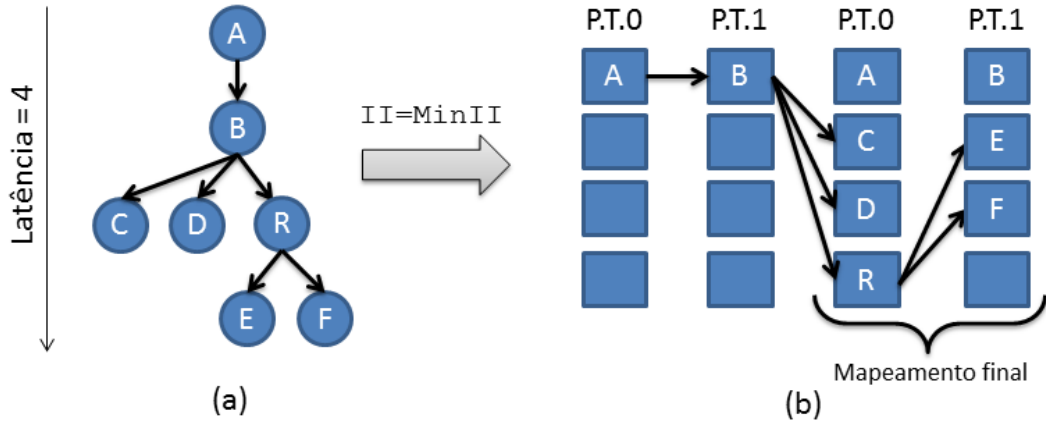 Latência = 4
A
B
C D R
E F
(a)
II=MinII
P.T.0 P.T.1 P.T.0 P.T.1
A B A B
C E
D F
R
Mapeamento final
(b)